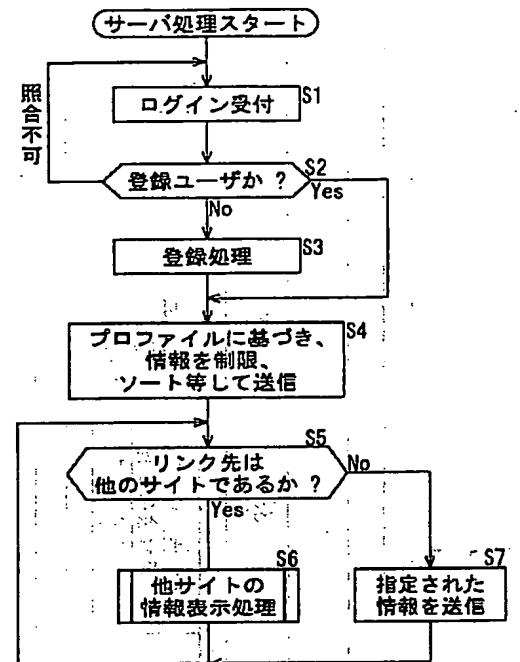 サーバ処理スタート
照合不可
ログイン受付
S1
登録ユーザか ?
S2
Yes
No
登録処理
S3
プロファイルに基づき、
情報を制限、
ソート等して送信
S4
リンク先は
他のサイトであるか ?
S5
No
Yes
他サイトの
情報表示処理
S6
指定された
情報を送信
S7